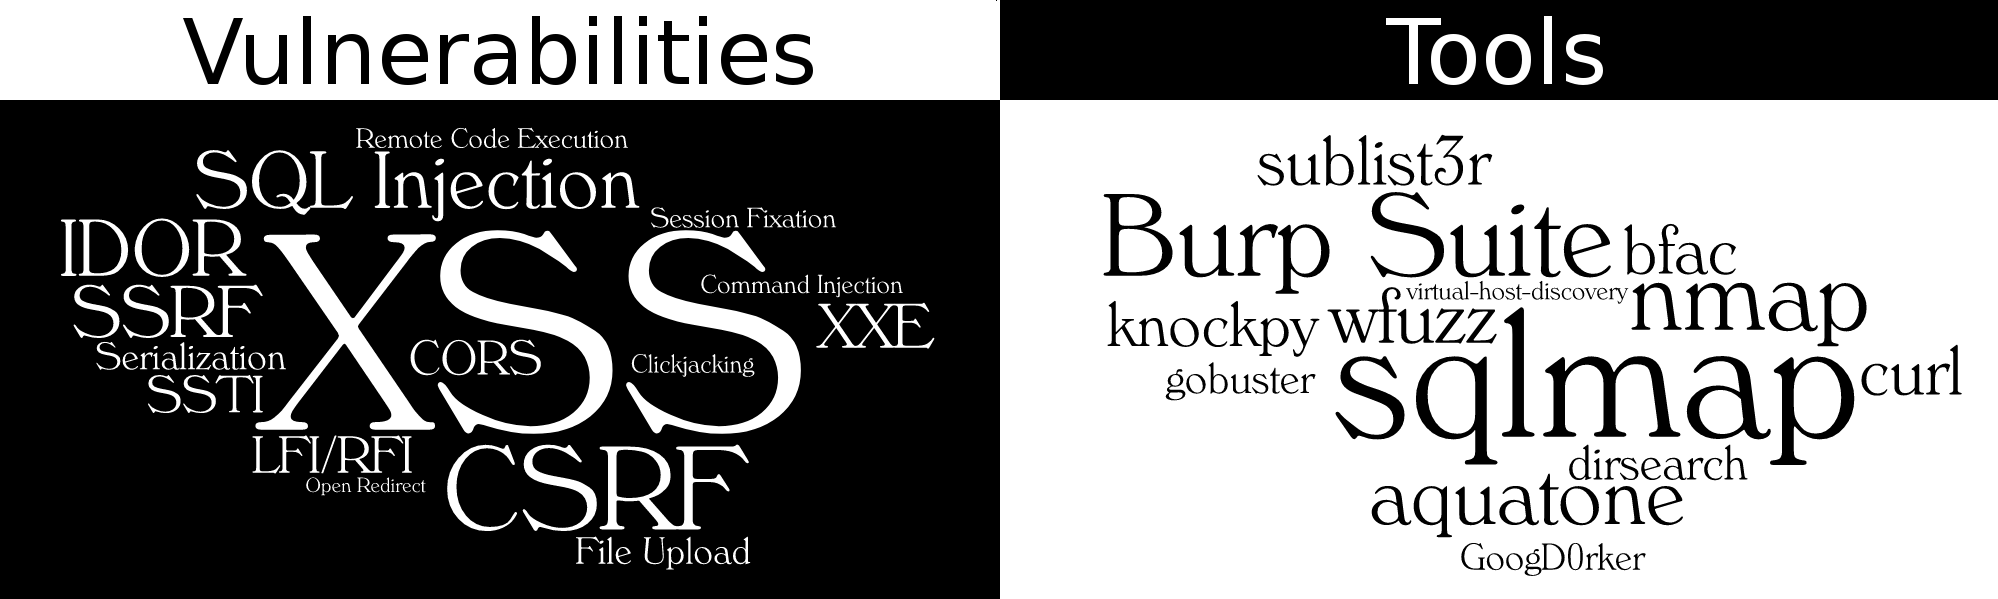 Vulnerabilities
Remote Code Execution
SQL Injection
Session Fixation
IDOR
XSS
Command Injection
SSRF
XXE
Serialization
CORS
Clickjacking
SSTI
LFI/RFI
Open Redirect
CSRF
File Upload
Tools
sublist3r
Burp Suite
bfac
virtual-host-discovery
nmap
knockpy
wfuzz
sqlmap
gobuster
curl
dirsearch
aquatone
GoogD0rker